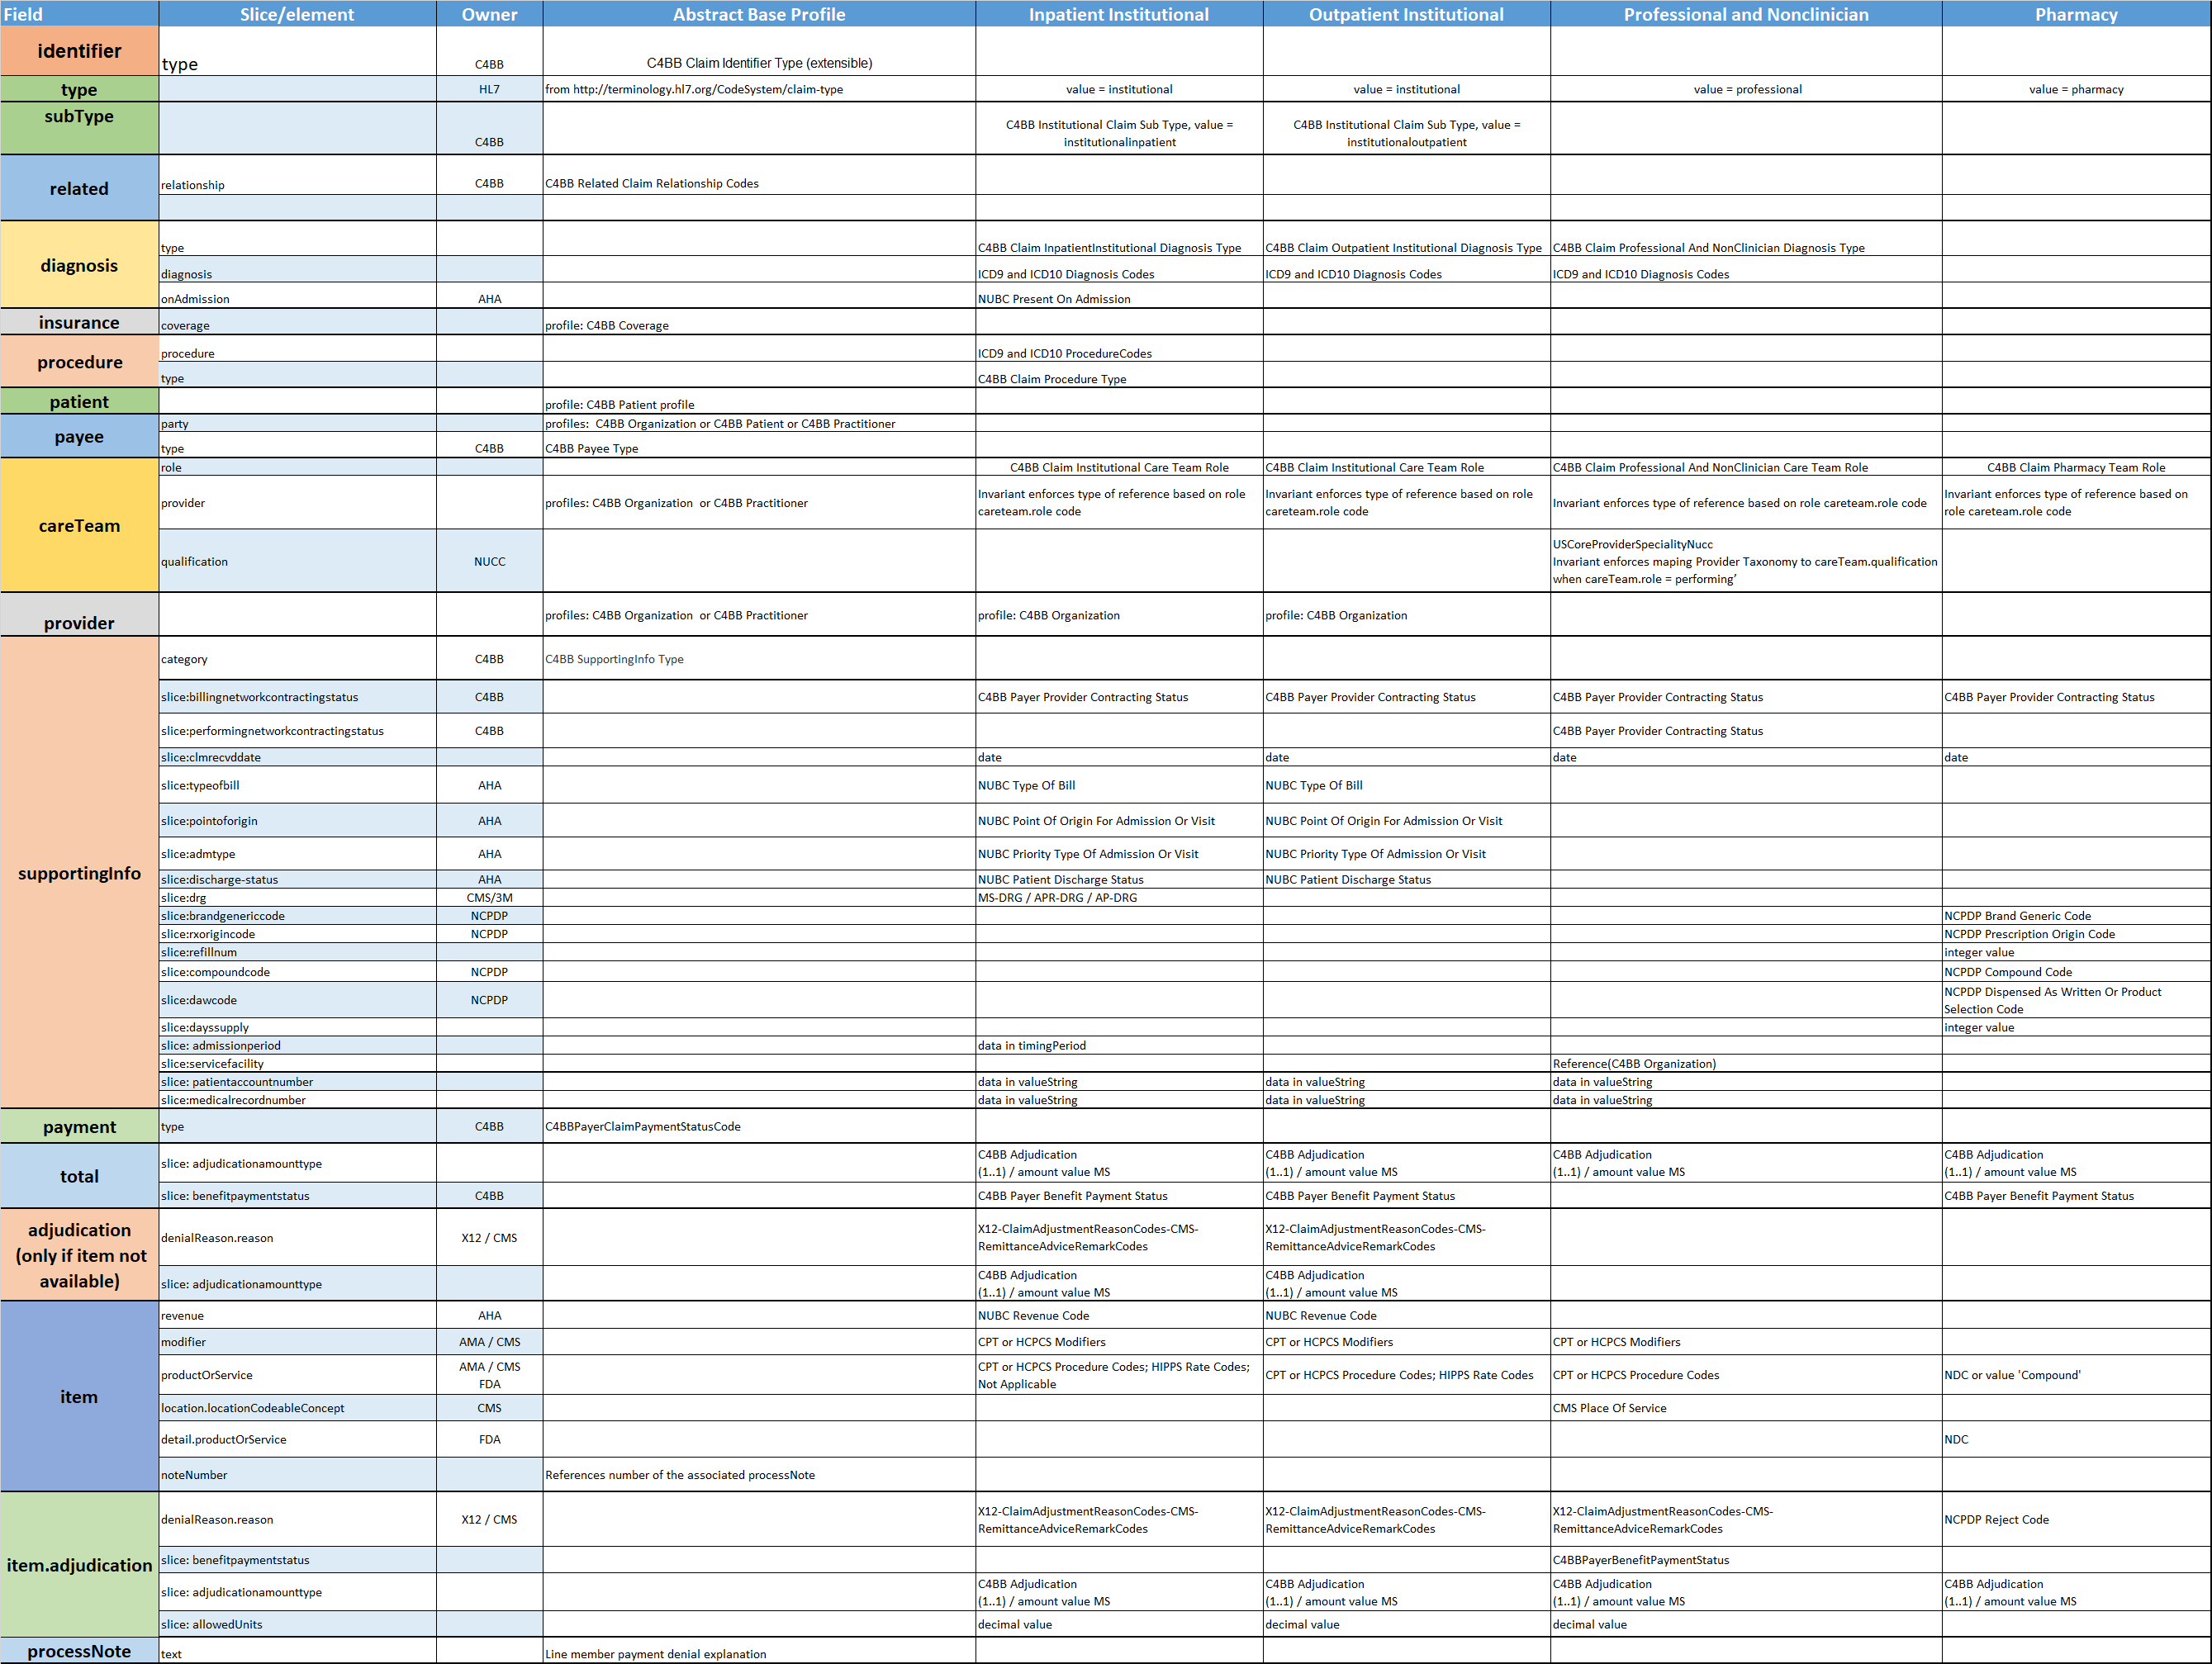 Field Slice/element Owner Abstract Base Profile Inpatient Institutional Outpatient Institutional Professional and Nonclinician Pharmacy
identifier type C4BB C4BB Claim Identifier Type (extensible)
type HL7 from http://terminology.hl7.org/CodeSystem/claim-type value = institutional value = institutional value = professional value = pharmacy
subType C4BB C4BB Institutional Claim Sub Type, value = institutionalinpatient C4BB Institutional Claim Sub Type, value = institutionaloutpatient
related relationship C4BB C4BB Related Claim Relationship Codes
diagnosis type C4BB Claim InpatientInstitutional Diagnosis Type C4BB Claim Outpatient Institutional Diagnosis Type C4BB Claim Professional And NonClinician Diagnosis Type
diagnosis ICD9 and ICD10 Diagnosis Codes ICD9 and ICD10 Diagnosis Codes ICD9 and ICD10 Diagnosis Codes
onAdmission AHA NUBC Present On Admission
insurance coverage profile: C4BB Coverage
procedure procedure ICD9 and ICD10 ProcedureCodes
type C4BB Claim Procedure Type
patient profile: C4BB Patient profile
payee party profiles: C4BB Organization or C4BB Patient or C4BB Practitioner
type C4BB C4BB Payee Type
careTeam role C4BB Claim Institutional Care Team Role C4BB Claim Institutional Care Team Role C4BB Claim Professional And NonClinician Care Team Role C4BB Claim Pharmacy Team Role
provider profiles: C4BB Organization or C4BB Practitioner Invariant enforces type of reference based on role careteam.role code Invariant enforces type of reference based on role careteam.role code Invariant enforces type of reference based on role careteam.role code Invariant enforces type of reference based on role careteam.role code
qualification NUCC USCoreProviderSpecialityNucc
Invariant enforces maping Provider Taxonomy to careTeam.qualification
when careTeam.role = performing’
provider profiles: C4BB Organization or C4BB Practitioner profile: C4BB Organization profile: C4BB Organization
supportingInfo category C4BB C4BB SupportingInfo Type
slice:billingnetworkcontractingstatus C4BB C4BB Payer Provider Contracting Status C4BB Payer Provider Contracting Status C4BB Payer Provider Contracting Status C4BB Payer Provider Contracting Status
slice:performingnetworkcontractingstatus C4BB C4BB Payer Provider Contracting Status
slice:clmrecvddate date date date date
slice:typeofbill AHA NUBC Type Of Bill NUBC Type Of Bill
slice:pointoforigin AHA NUBC Point Of Origin For Admission Or Visit NUBC Point Of Origin For Admission Or Visit
slice:admtype AHA NUBC Priority Type Of Admission Or Visit NUBC Priority Type Of Admission Or Visit
slice:discharge-status AHA NUBC Patient Discharge Status NUBC Patient Discharge Status
slice:drg CMS/3M MS-DRG / APR-DRG / AP-DRG
slice:brandgenericcode NCPDP NCPDP Brand Generic Code
slice:rxorigincode NCPDP NCPDP Prescription Origin Code
slice:refillnum integer value
slice:compoundcode NCPDP NCPDP Compound Code
slice:dawcode NCPDP NCPDP Dispensed As Written Or Product Selection Code
slice:dayssupply integer value
slice: admissionperiod data in timingPeriod
slice:servicefacility Reference(C4BB Organization)
slice: patientaccountnumber data in valueString data in valueString data in valueString
slice:medicalrecordnumber data in valueString data in valueString data in valueString
payment type C4BB C4BBPayerClaimPaymentStatusCode
total slice: adjudicationamounttype C4BB Adjudication (1..1) / amount value MS C4BB Adjudication (1..1) / amount value MS C4BB Adjudication (1..1) / amount value MS C4BB Adjudication (1..1) / amount value MS
slice: benefitpaymentstatus C4BB C4BB Payer Benefit Payment Status C4BB Payer Benefit Payment Status C4BB Payer Benefit Payment Status
adjudication (only if item not available) denialReason.reason X12 / CMS X12-ClaimAdjustmentReasonCodes-CMS-RemittanceAdviceRemarkCodes X12-ClaimAdjustmentReasonCodes-CMS-RemittanceAdviceRemarkCodes
slice: adjudicationamounttype C4BB Adjudication (1..1) / amount value MS C4BB Adjudication (1..1) / amount value MS
item revenue AHA NUBC Revenue Code NUBC Revenue Code
modifier AMA / CMS CPT or HCPCS Modifiers CPT or HCPCS Modifiers CPT or HCPCS Modifiers
productOrService AMA / CMS FDA CPT or HCPCS Procedure Codes; HIPPS Rate Codes; Not Applicable CPT or HCPCS Procedure Codes; HIPPS Rate Codes CPT or HCPCS Procedure Codes NDC or value 'Compound'
location.locationCodeableConcept CMS CMS Place Of Service
detail.productOrService FDA NDC
noteNumber References number of the associated processNote
item.adjudication denialReason.reason X12 / CMS X12-ClaimAdjustmentReasonCodes-CMS-RemittanceAdviceRemarkCodes X12-ClaimAdjustmentReasonCodes-CMS-RemittanceAdviceRemarkCodes X12-ClaimAdjustmentReasonCodes-CMS-RemittanceAdviceRemarkCodes NCPDP Reject Code
slice: benefitpaymentstatus C4BBPayerBenefitPaymentStatus
slice: adjudicationamounttype C4BB Adjudication (1..1) / amount value MS C4BB Adjudication (1..1) / amount value MS C4BB Adjudication (1..1) / amount value MS C4BB Adjudication (1..1) / amount value MS
slice: allowedUnits decimal value decimal value decimal value
processNote text Line member payment denial explanation